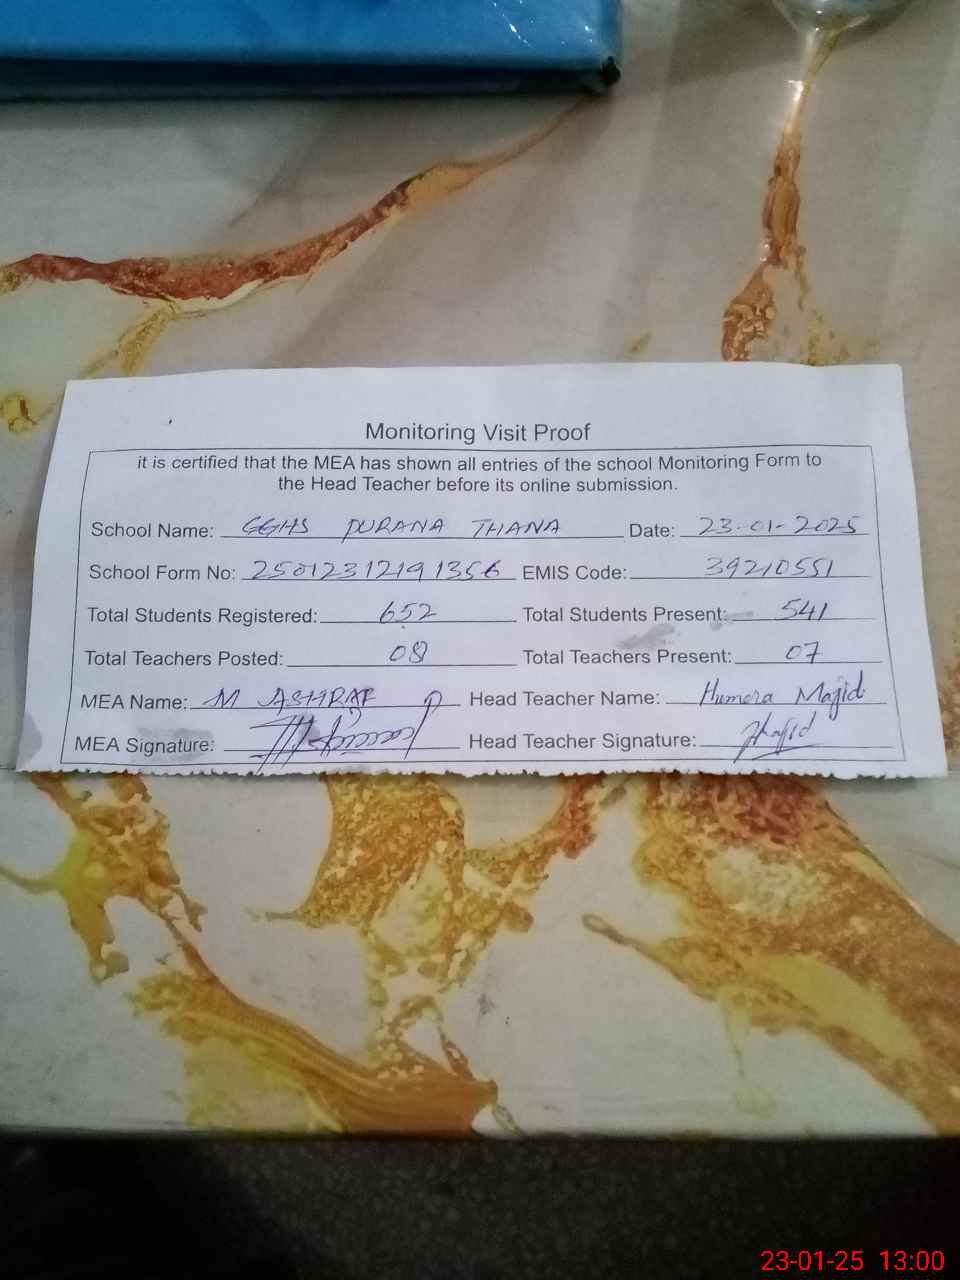 Monitoring Visit Proof
it is certified that the MEA has shown all entries of the school Monitoring Form to
the Head Teacher before its online submission.
School Name: GGHS PURANA THANA Date: 23-01-2025
School Form No: 25012312191356 EMIS Code: 39210551
Total Students Registered: 652 Total Students Present: 541
Total Teachers Posted: 08 Total Teachers Present: 07
MEA Name: M ASHRAF Head Teacher Name: Humera Majid
MEA Signature: Head Teacher Signature:
23-01-25 13:00